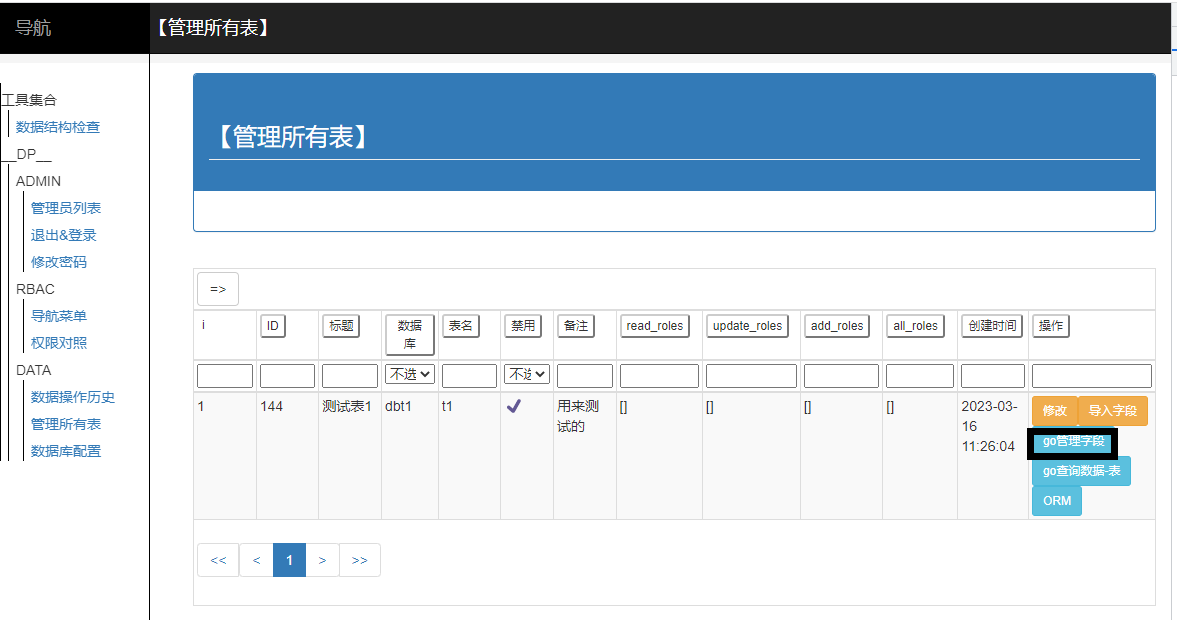 导航
【管理所有表】
工具集合
数据结构检查
__DP__
ADMIN
管理员列表
退出&登录
修改密码
RBAC
导航菜单
权限对照
DATA
数据操作历史
管理所有表
数据库配置
【管理所有表】
=>
i ID 标题 数据库 表名 禁用 备注 read_roles update_roles add_roles all_roles 创建时间 操作
不选 不选
1 144 测试表1 dbt1 t1 用来测试的 [] [] [] [] 2023-03-16 11:26:04 修改 导入字段
go管理字段
go查询数据-表
ORM
<< < 1 > >>